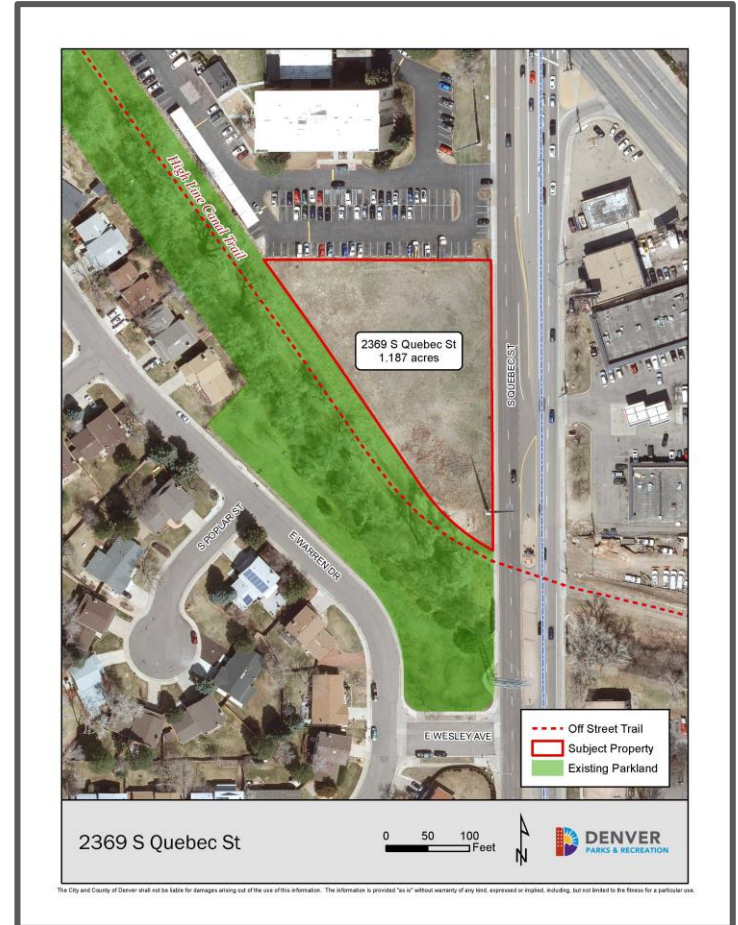 High Line Canal Trail
2369 S Quebec St
1.187 acres
S QUEBEC ST
S POPLAR ST
E WARREN DR
E WESLEY AVE
Off Street Trail
Subject Property
Existing Parkland
2369 S Quebec St
0 50 100
Feet
N
DENVER
PARKS & RECREATION
The City and County of Denver shall not be liable for damages arising out of the use of this information. The information is provided "as is" without warranty of any kind, expressed or implied, including, but not limited to the fitness for a particular use.